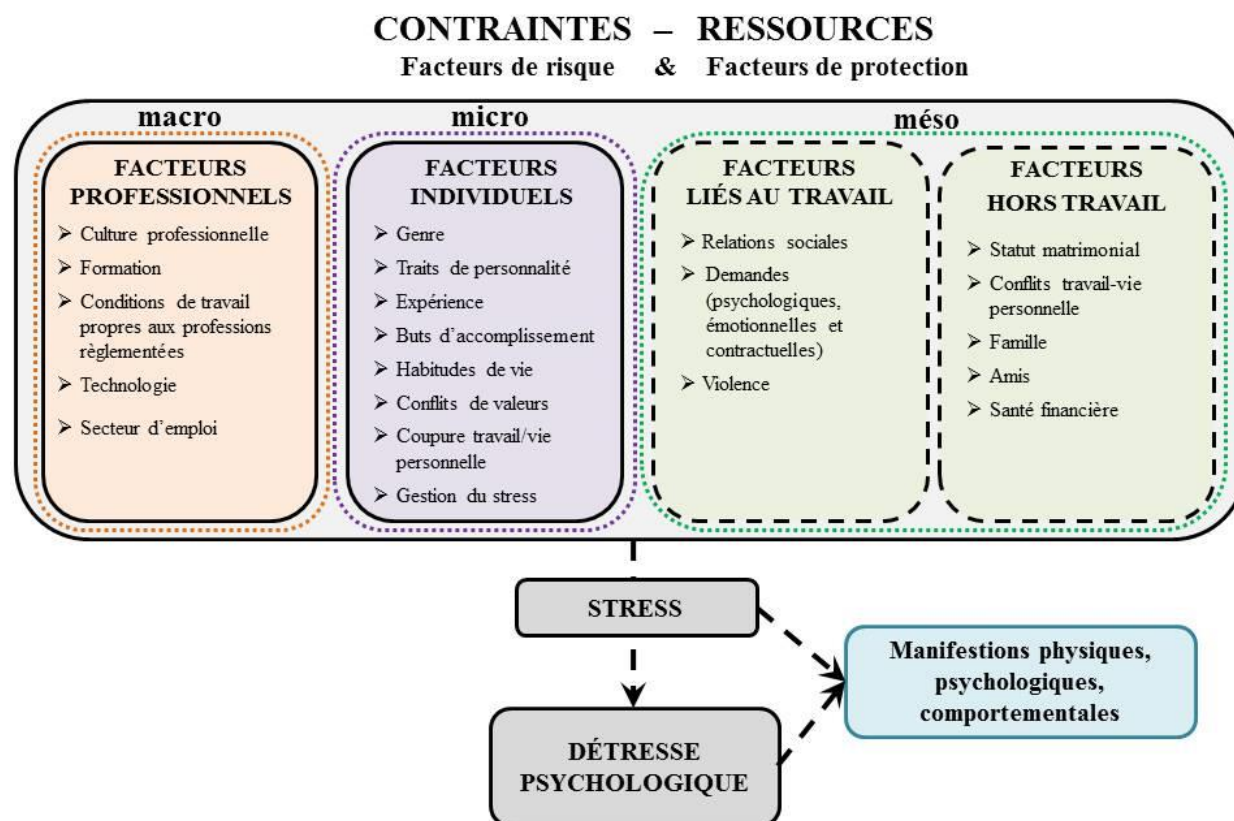 CONTRAINTES – RESSOURCES
Facteurs de risque & Facteurs de protection
macro
FACTEURS
PROFESSIONNELS
➢ Culture professionnelle
➢ Formation
➢ Conditions de travail
propres aux professions
règlementées
➢ Technologie
➢ Secteur d'emploi
micro
FACTEURS
INDIVIDUELS
➢ Genre
➢ Traits de personnalité
➢ Expérience
➢ Buts d'accomplissement
➢ Habitudes de vie
➢ Conflits de valeurs
➢ Coupure travail/vie
personnelle
➢ Gestion du stress
méso
FACTEURS
LIÉS AU TRAVAIL
➢ Relations sociales
➢ Demandes
(psychologiques,
émotionnelles et
contractuelles)
➢ Violence
FACTEURS
HORS TRAVAIL
➢ Statut matrimonial
➢ Conflits travail-vie
personnelle
➢ Famille
➢ Amis
➢ Santé financière
STRESS
Manifestions physiques,
psychologiques,
comportementales
DÉTRESSE
PSYCHOLOGIQUE